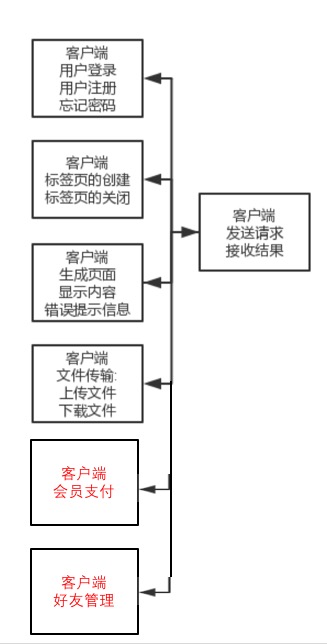 客户端
用户登录
用户注册
忘记密码
客户端
标签页的创建
标签页的关闭
客户端
发送请求
接收结果
客户端
生成页面
显示内容
错误提示信息
客户端
文件传输:
上传文件
下载文件
客户端
会员支付
客户端
好友管理